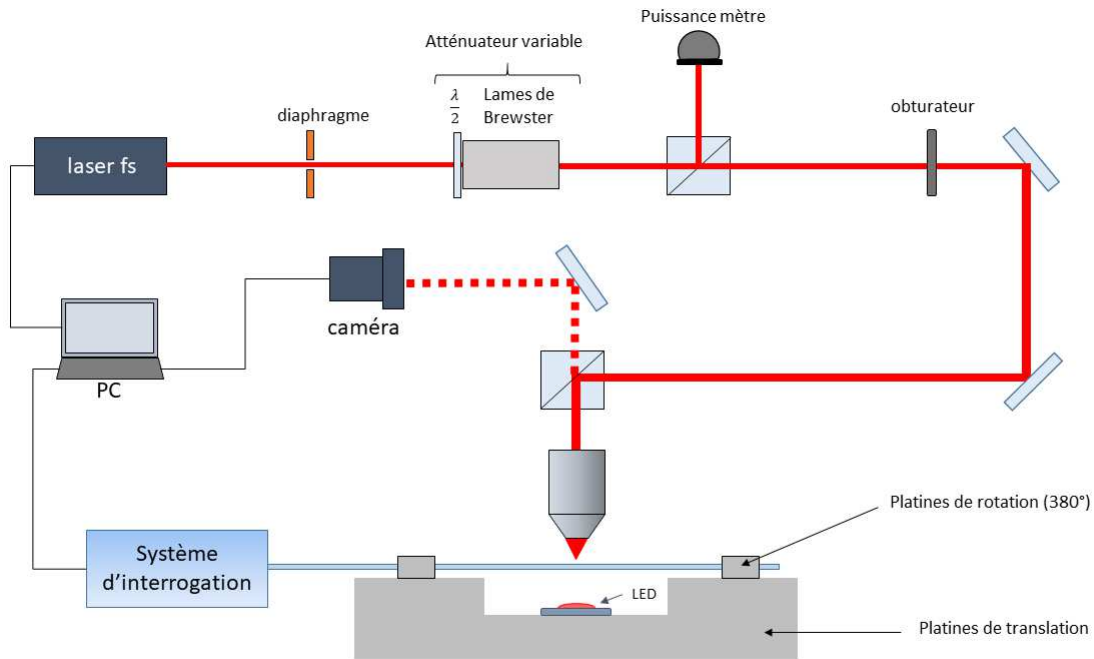 Puissance mètre
Atténuateur variable
λ
2
Lames de
Brewster
diaphragme
obturateur
laser fs
caméra
PC
Platines de rotation (380°)
Système
d'interrogation
LED
Platines de translation